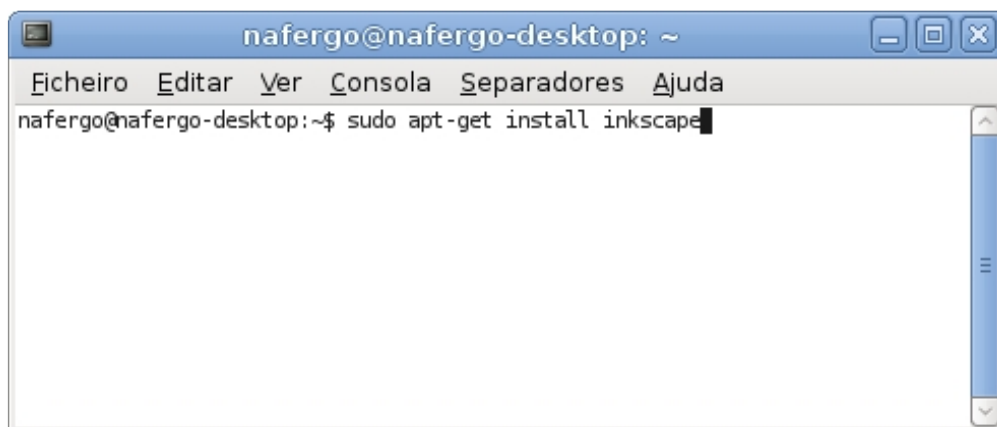 nafergo@nafergo-desktop: ~
Ficheiro Editar Ver Consola Separadores Ajuda
nafergo@nafergo-desktop:~$ sudo apt-get install inkscape